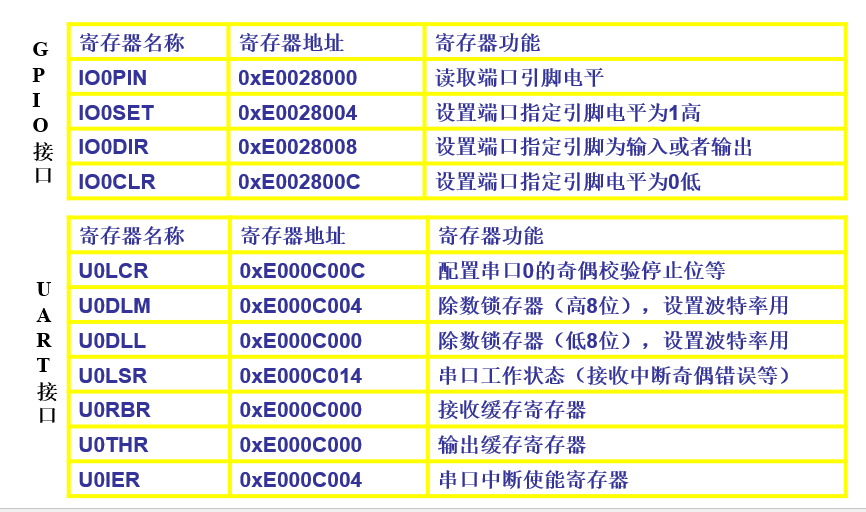 GPIO接口
寄存器名称 寄存器地址 寄存器功能
IO0PIN 0xE0028000 读取端口引脚电平
IO0SET 0xE0028004 设置端口指定引脚电平为1高
IO0DIR 0xE0028008 设置端口指定引脚为输入或者输出
IO0CLR 0xE002800C 设置端口指定引脚电平为0低
UART接口
寄存器名称 寄存器地址 寄存器功能
U0LCR 0xE000C00C 配置串口0的奇偶校验停止位等
U0DLM 0xE000C004 除数锁存器（高8位），设置波特率用
U0DLL 0xE000C000 除数锁存器（低8位），设置波特率用
U0LSR 0xE000C014 串口工作状态（接收中断奇偶错误等）
U0RBR 0xE000C000 接收缓存寄存器
U0THR 0xE000C000 输出缓存寄存器
U0IER 0xE000C004 串口中断使能寄存器